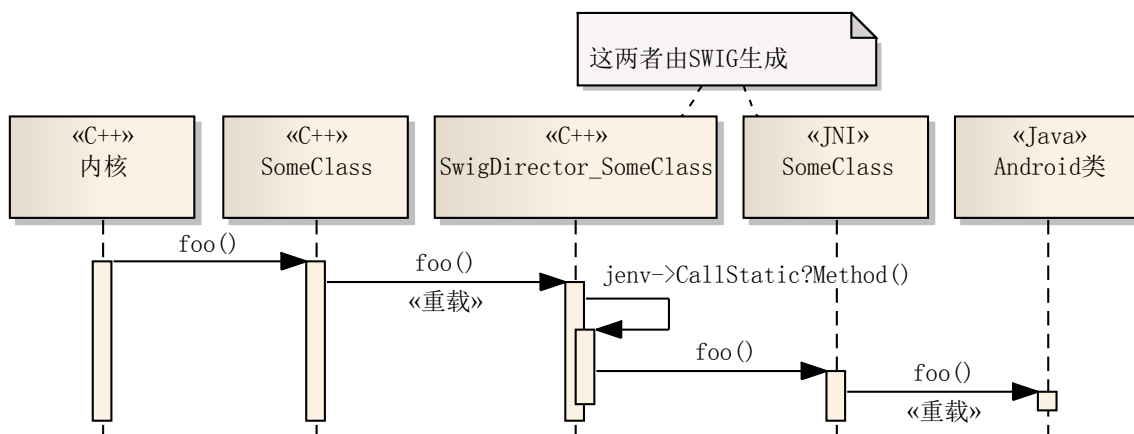 这两者由SWIG生成
«C++»
内核
«C++»
SomeClass
«C++»
SwigDirector_SomeClass
«JNI»
SomeClass
«Java»
Android类
foo()
foo()
«重载»
jenv->CallStatic?Method()
foo()
foo()
«重载»